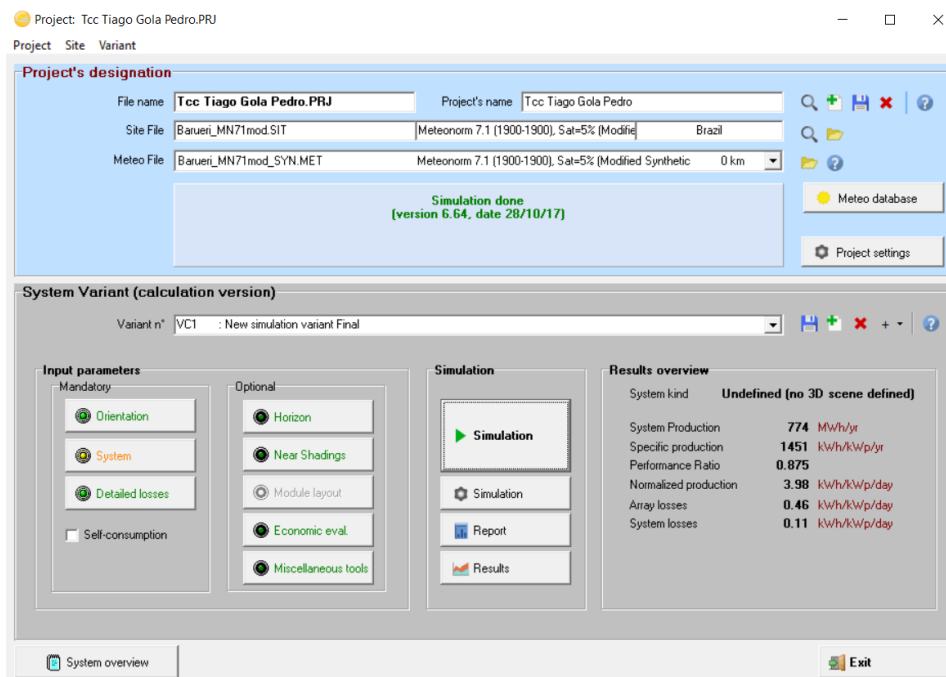 Project: Tcc Tiago Gola Pedro.PRJ
Project Site Variant
Project's designation
File name Tcc Tiago Gola Pedro.PRJ Project's name Tcc Tiago Gola Pedro
Site File Barueri_MN71mod.SIT Meteonorm 7.1 (1900-1900), Sat=5% (Modifie Brazil
Meteo File Barueri_MN71mod_SYN.MET Meteonorm 7.1 (1900-1900), Sat=5% (Modified Synthetic 0 km
Simulation done
(version 6.64, date 28/10/17)
Meteo database
Project settings
System Variant (calculation version)
Variant n° VC1 : New simulation variant Final
Input parameters
Mandatory
Orientation
System
Detailed losses
Self-consumption
Optional
Horizon
Near Shadings
Module layout
Economic eval.
Miscellaneous tools
Simulation
Simulation
Simulation
Report
Results
Results overview
System kind Undefined (no 3D scene defined)
System Production 774 MWh/yr
Specific production 1451 kWh/kWp/yr
Performance Ratio 0.875
Normalized production 3.98 kWh/kWp/day
Array losses 0.46 kWh/kWp/day
System losses 0.11 kWh/kWp/day
System overview
Exit